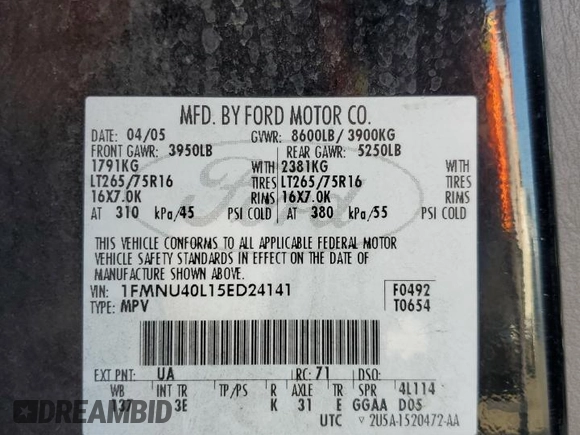 MFD. BY FORD MOTOR CO.
DATE: 04/05 GVWR: 8600LB/ 3900KG
FRONT GAWR: 3950LB REAR GAWR: 5250LB
1791KG WITH 2381KG WITH
LT265/75R16 TIRES LT265/75R16 TIRES
16X7.0K RIMS 16X7.0K RIMS
AT 310 kPa/45 PSI COLD AT 380 kPa/55 PSI COLD
THIS VEHICLE CONFORMS TO ALL APPLICABLE FEDERAL MOTOR
VEHICLE SAFETY STANDARDS IN EFFECT ON THE DATE OF
MANUFACTURE SHOWN ABOVE.
VIN: 1FMNU40L15ED24141 F0492
TYPE: MPV T0654
EXT PNT: UA RC: 71 DSO:
WB INT TR TP/PS R AXLE TR SPR 4L114
137 3E K 31 E GGAA D05
UTC ▽ 2U5A-1520472-AA
Ford
DREAMBID